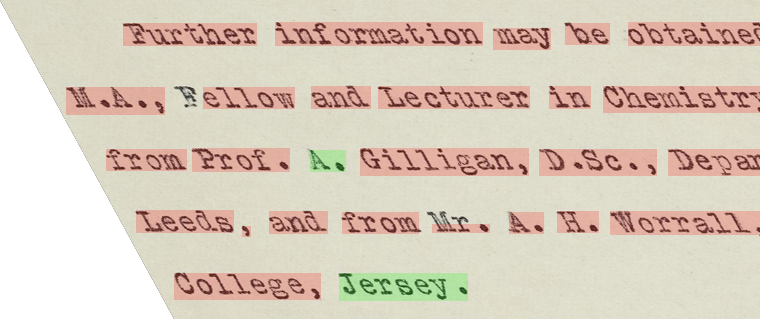 Further information may be obtained
M.A., Fellow and Lecturer in Chemistry
from Prof. A. Gilligan, D.Sc., Depar
Leeds, and from Mr. A. H. Worrall.
College, Jersey.